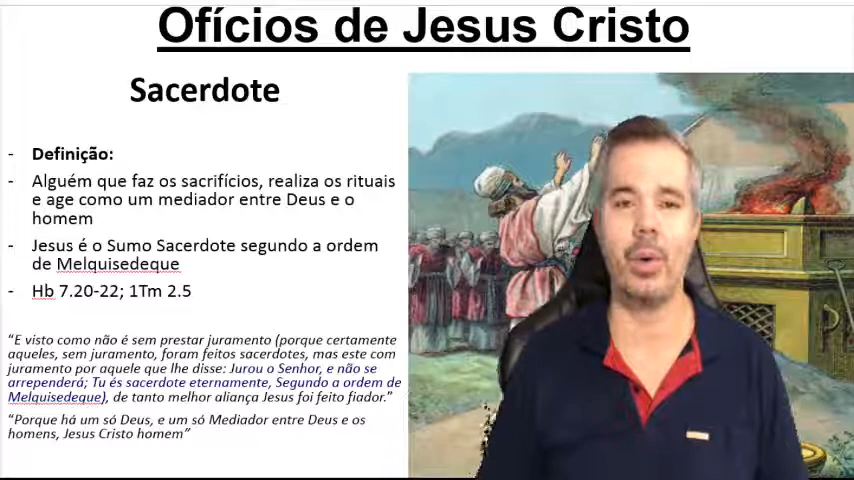 Ofícios de Jesus Cristo
Sacerdote
- Definição:
- Alguém que faz os sacrifícios, realiza os rituais
e age como um mediador entre Deus e o
homem
- Jesus é o Sumo Sacerdote segundo a ordem
de Melquisedeque
- Hb 7.20-22; 1Tm 2.5
“E visto como não é sem prestar juramento (porque certamente
aqueles, sem juramento, foram feitos sacerdotes, mas este com
juramento por aquele que lhe disse: Jurou o Senhor, e não se
arrependerá; Tu és sacerdote eternamente, Segundo a ordem de
Melquisedeque), de tanto melhor aliança Jesus foi feito fiador.”
“Porque há um só Deus, e um só Mediador entre Deus e os
homens, Jesus Cristo homem”